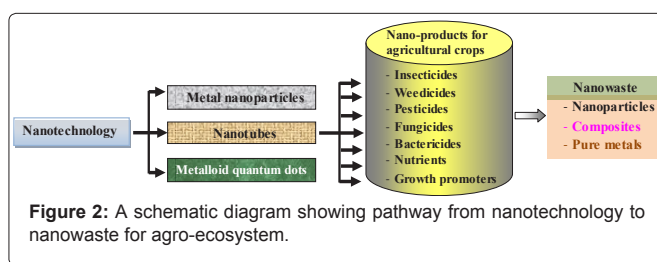 Nano-products for
agricultural crops
- Insecticides
- Weedicides
- Pesticides
- Fungicides
- Bactericides
- Nutrients
- Growth promoters
Nanotechnology
Metal nanoparticles
Nanotubes
Metalloid quantum dots
Nanowaste
- Nanoparticles
- Composites
- Pure metals
Figure 2: A schematic diagram showing pathway from nanotechnology to
nanowaste for agro-ecosystem.